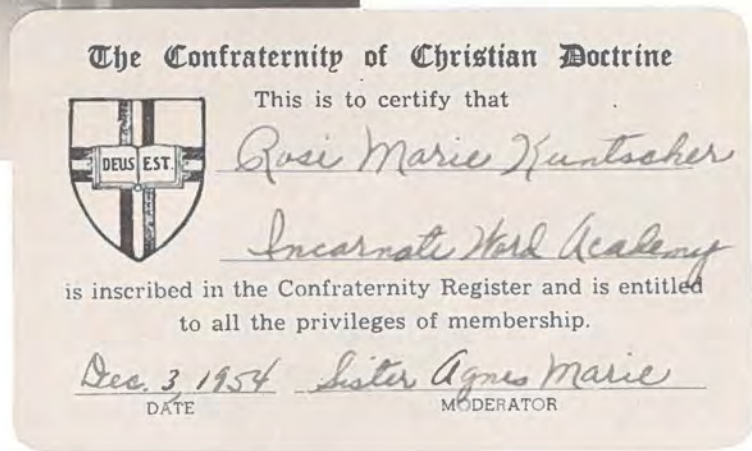 The Confraternity of Christian Doctrine
This is to certify that
DEUS EST.
Rosi Marie Kuntscher
Incarnate Word Academy
is inscribed in the Confraternity Register and is entitled
to all the privileges of membership.
Dec. 3, 1954 Sister Agnes Marie
DATE MODERATOR